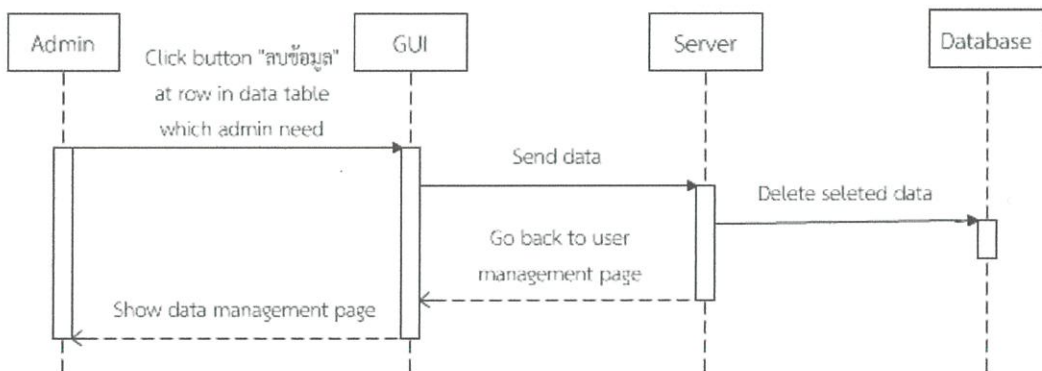 Admin
GUI
Server
Database
Click button "ลบข้อมูล"
at row in data table
which admin need
Send data
Delete seleted data
Go back to user
management page
Show data management page